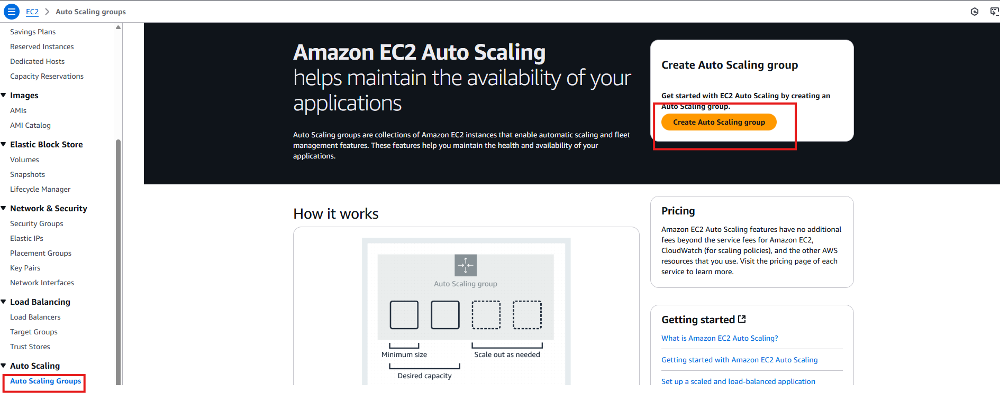 EC2 > Auto Scaling groups
Savings Plans
Reserved Instances
Dedicated Hosts
Capacity Reservations
Images
AMIs
AMI Catalog
Elastic Block Store
Volumes
Snapshots
Lifecycle Manager
Network & Security
Security Groups
Elastic IPs
Placement Groups
Key Pairs
Network Interfaces
Load Balancing
Load Balancers
Target Groups
Trust Stores
Auto Scaling
Auto Scaling Groups
Amazon EC2 Auto Scaling
helps maintain the availability of your
applications
Auto Scaling groups are collections of Amazon EC2 instances that enable automatic scaling and fleet
management features. These features help you maintain the health and availability of your
applications.
Create Auto Scaling group
Get started with EC2 Auto Scaling by creating an
Auto Scaling group.
Create Auto Scaling group
How it works
Auto Scaling group
Minimum size
Scale out as needed
Desired capacity
Pricing
Amazon EC2 Auto Scaling features have no additional
fees beyond the service fees for Amazon EC2,
CloudWatch (for scaling policies), and the other AWS
resources that you use. Visit the pricing page of each
service to learn more.
Getting started
What is Amazon EC2 Auto Scaling?
Getting started with Amazon EC2 Auto Scaling
Set up a scaled and load-balanced application